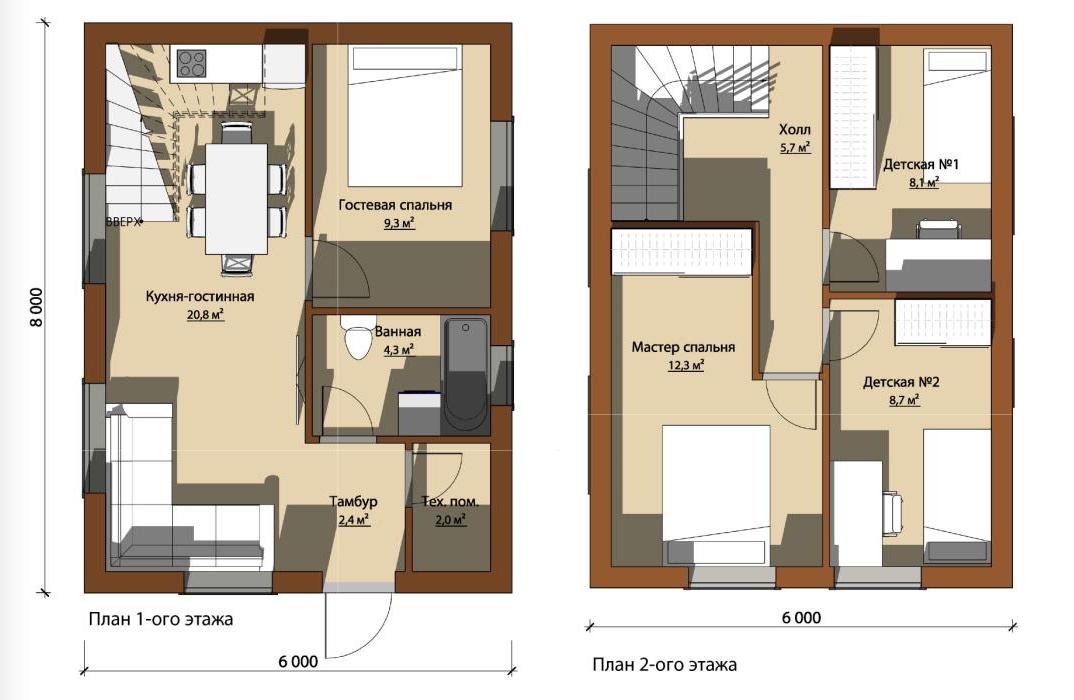 Гостевая спальня
9,3 м²
ВВЕРХ
Кухня-гостинная
20,8 м²
Ванная
4,3 м²
Тамбур
2,4 м²
Тех. пом.
2,0 м²
8 000
План 1-ого этажа
6 000
Холл
5,7 м²
Детская №1
8,1 м²
Мастер спальня
12,3 м²
Детская №2
8,7 м²
6 000
План 2-ого этажа